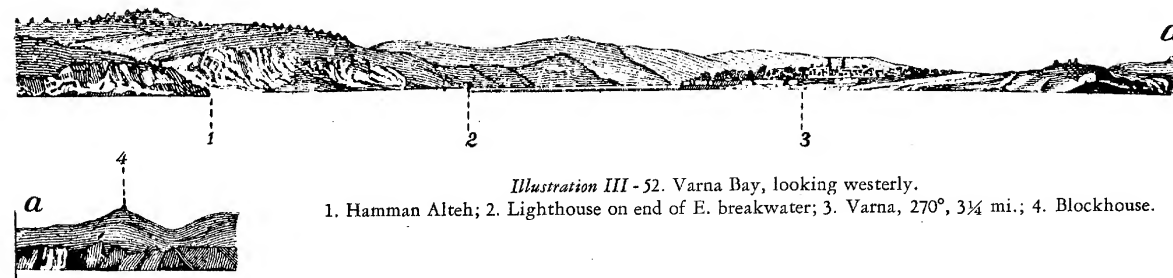 a
1
2
3
4
a
Illustration III - 52. Varna Bay, looking westerly.
1. Hamman Alteh; 2. Lighthouse on end of E. breakwater; 3. Varna, 270°, 3¼ mi.; 4. Blockhouse.